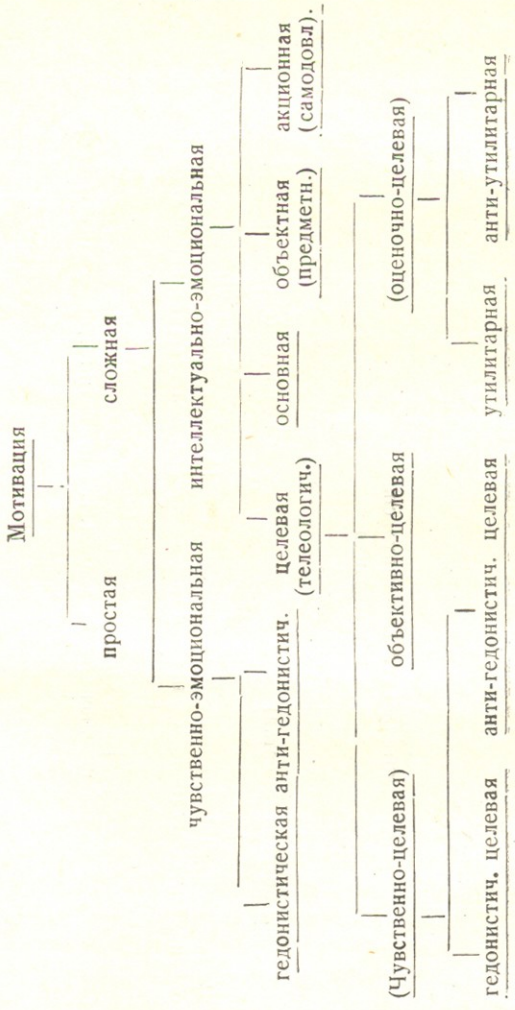 Мотивация
простая сложная
чувственно-эмоциональная интеллектуально-эмоциональная
гедонистическая анти-гедонистич. целевая основная объектная акционная
(телеологич.) (предметн.) (самодовл).
(Чувственно-целевая) объективно-целевая (оценочно-целевая)
гедонистич. целевая анти-гедонистич. целевая утилитарная анти-утилитарная